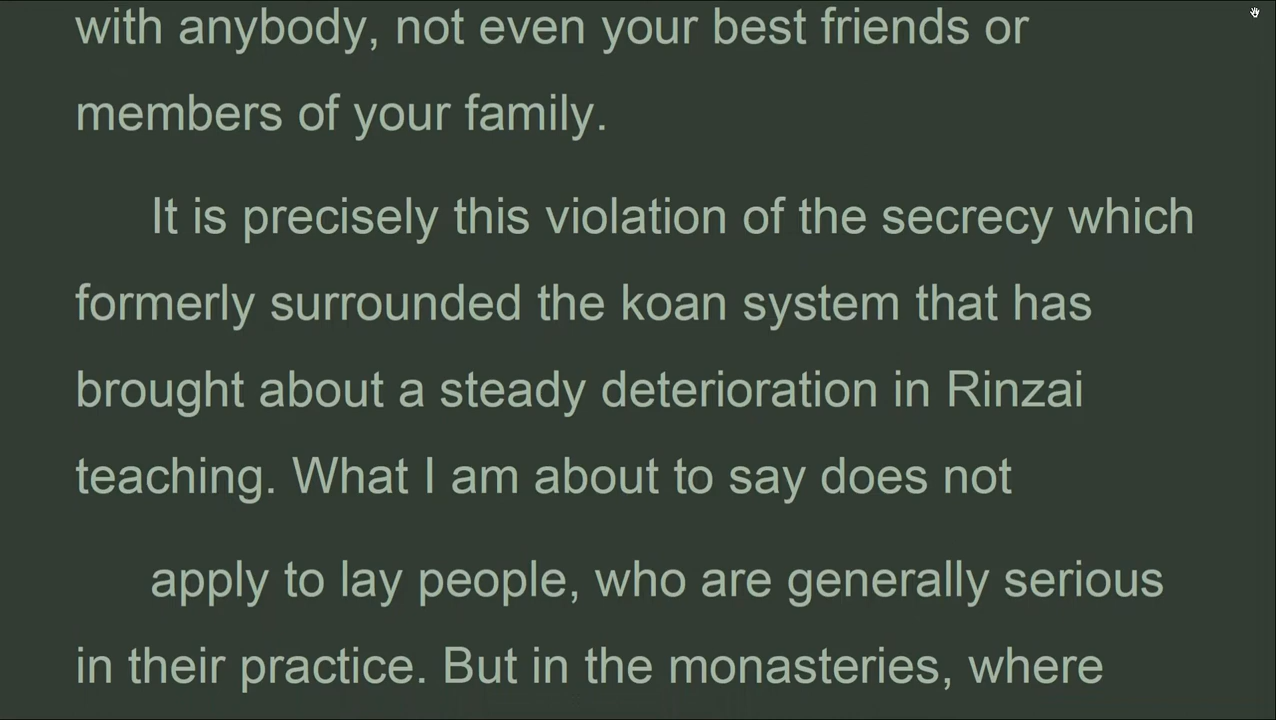 with anybody, not even your best friends or
members of your family.
It is precisely this violation of the secrecy which
formerly surrounded the koan system that has
brought about a steady deterioration in Rinzai
teaching. What I am about to say does not
apply to lay people, who are generally serious
in their practice. But in the monasteries, where